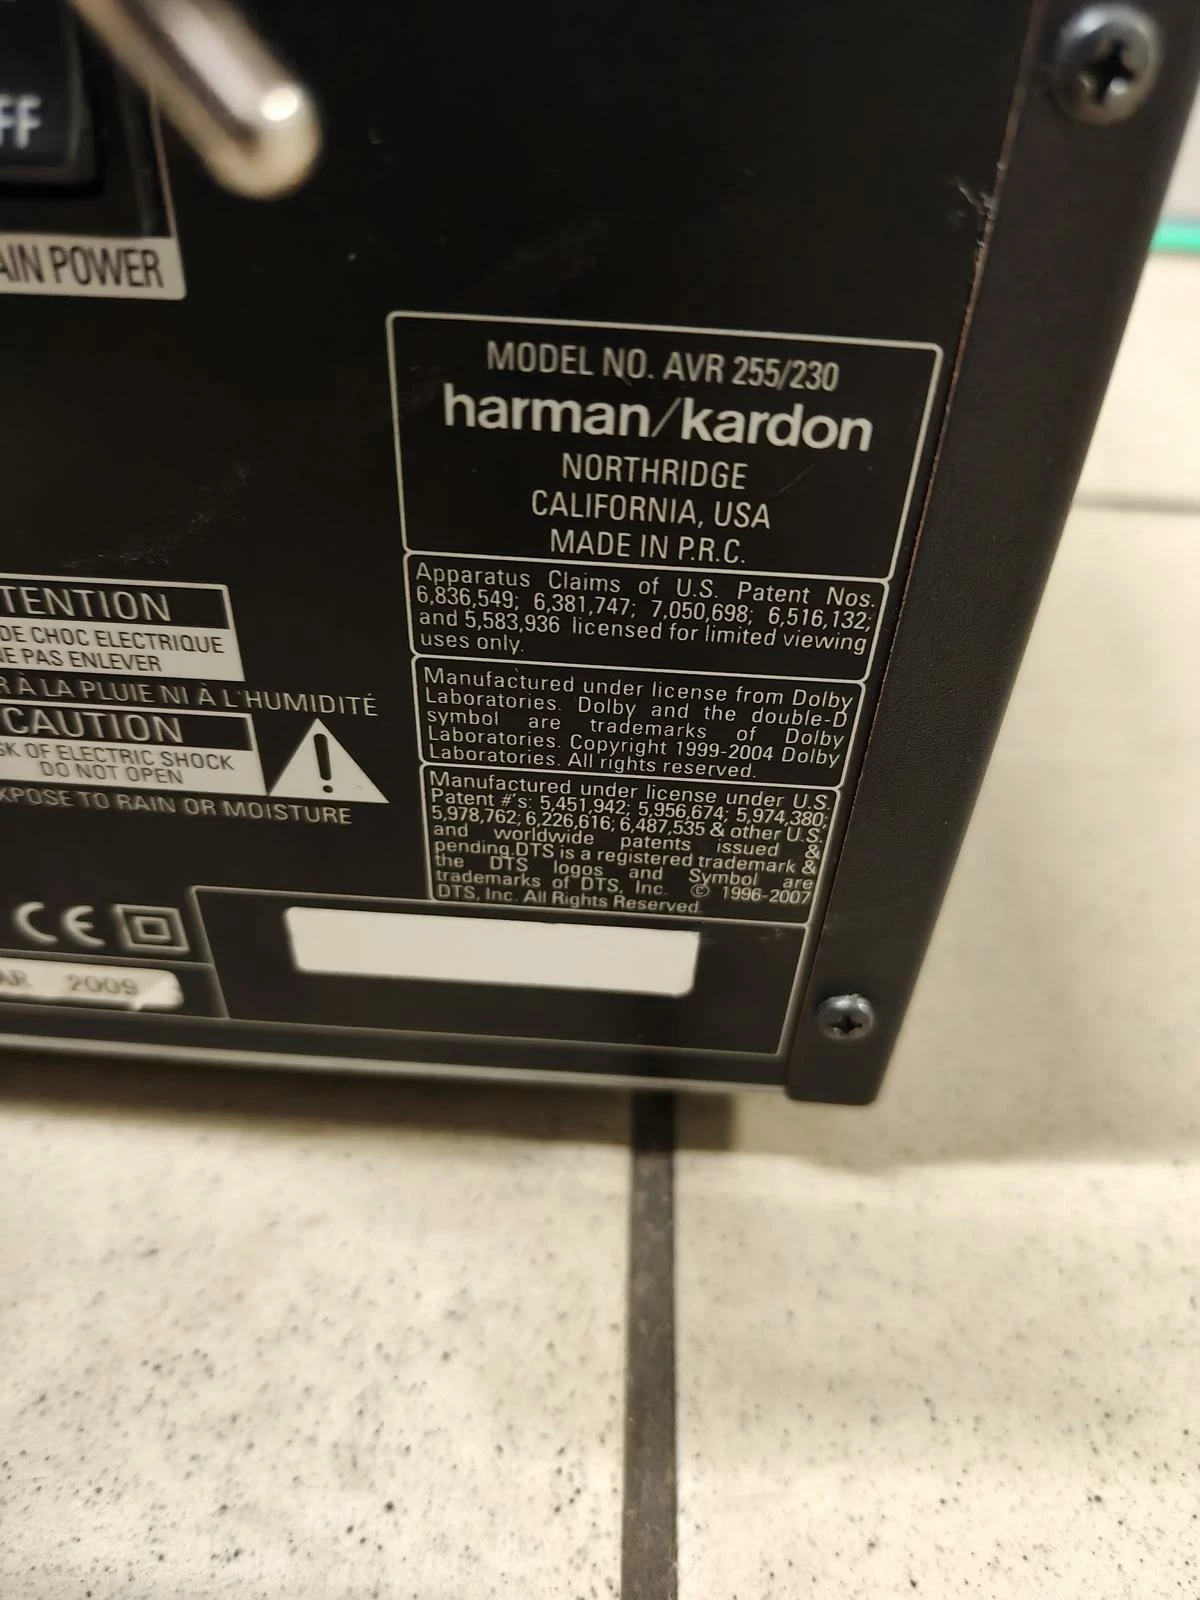 FF
AIN POWER
MODEL NO. AVR 255/230
harman/kardon
NORTHRIDGE
CALIFORNIA, USA
MADE IN P.R.C.
Apparatus Claims of U.S. Patent Nos.
6,836,549; 6,381,747; 7,050,698; 6,516,132;
and 5,583,936 licensed for limited viewing
uses only.
Manufactured under license from Dolby
Laboratories. Dolby and the double-D
symbol are trademarks of Dolby
Laboratories. Copyright 1999-2004 Dolby
Laboratories. All rights reserved.
Manufactured under license under U.S.
Patent #'s: 5,451,942; 5,956,674; 5,974,380;
5,978,762; 6,226,616; 6,487,535 & other U.S.
and worldwide patents issued &
pending.DTS is a registered trademark &
the DTS logos and Symbol are
trademarks of DTS, Inc. © 1996-2007
DTS, Inc. All Rights Reserved.
TENTION
DE CHOC ELECTRIQUE
NE PAS ENLEVER
R À LA PLUIE NI À L'HUMIDITÉ
CAUTION
SK OF ELECTRIC SHOCK
DO NOT OPEN
XPOSE TO RAIN OR MOISTURE
CE
AR 2009